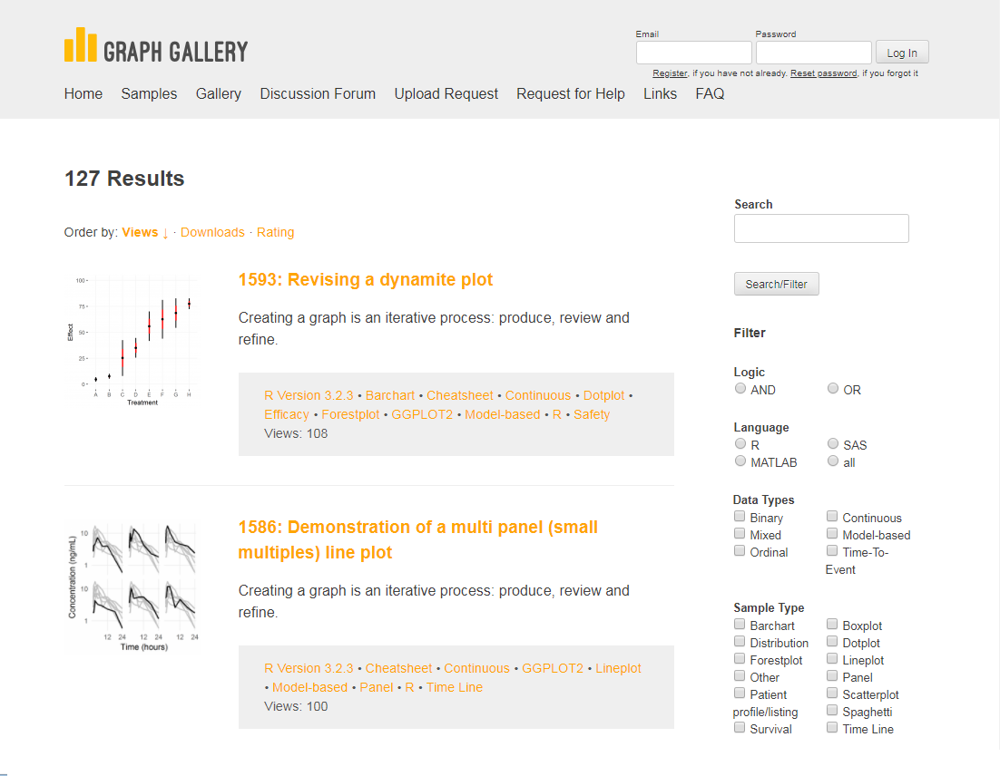 GRAPH GALLERY
Email Password
Log In
Register, if you have not already. Reset password, if you forgot it
Home Samples Gallery Discussion Forum Upload Request Request for Help Links FAQ
127 Results
Order by: Views ↓ · Downloads · Rating
100
75
50
25
0
Effect
A B C D E F G H
Treatment
1593: Revising a dynamite plot
Creating a graph is an iterative process: produce, review and
refine.
R Version 3.2.3 • Barchart • Cheatsheet • Continuous • Dotplot •
Efficacy • Forestplot • GGPLOT2 • Model-based • R • Safety
Views: 108
10
1
10
1
Concentration (ng/mL)
12 24 12 24 12 24
Time (hours)
1586: Demonstration of a multi panel (small
multiples) line plot
Creating a graph is an iterative process: produce, review and
refine.
R Version 3.2.3 • Cheatsheet • Continuous • GGPLOT2 • Lineplot
• Model-based • Panel • R • Time Line
Views: 100
Search
Search/Filter
Filter
Logic
AND OR
Language
R SAS
MATLAB all
Data Types
Binary Continuous
Mixed Model-based
Ordinal Time-To-
Event
Sample Type
Barchart Boxplot
Distribution Dotplot
Forestplot Lineplot
Other Panel
Patient Scatterplot
profile/listing Spaghetti
Survival Time Line